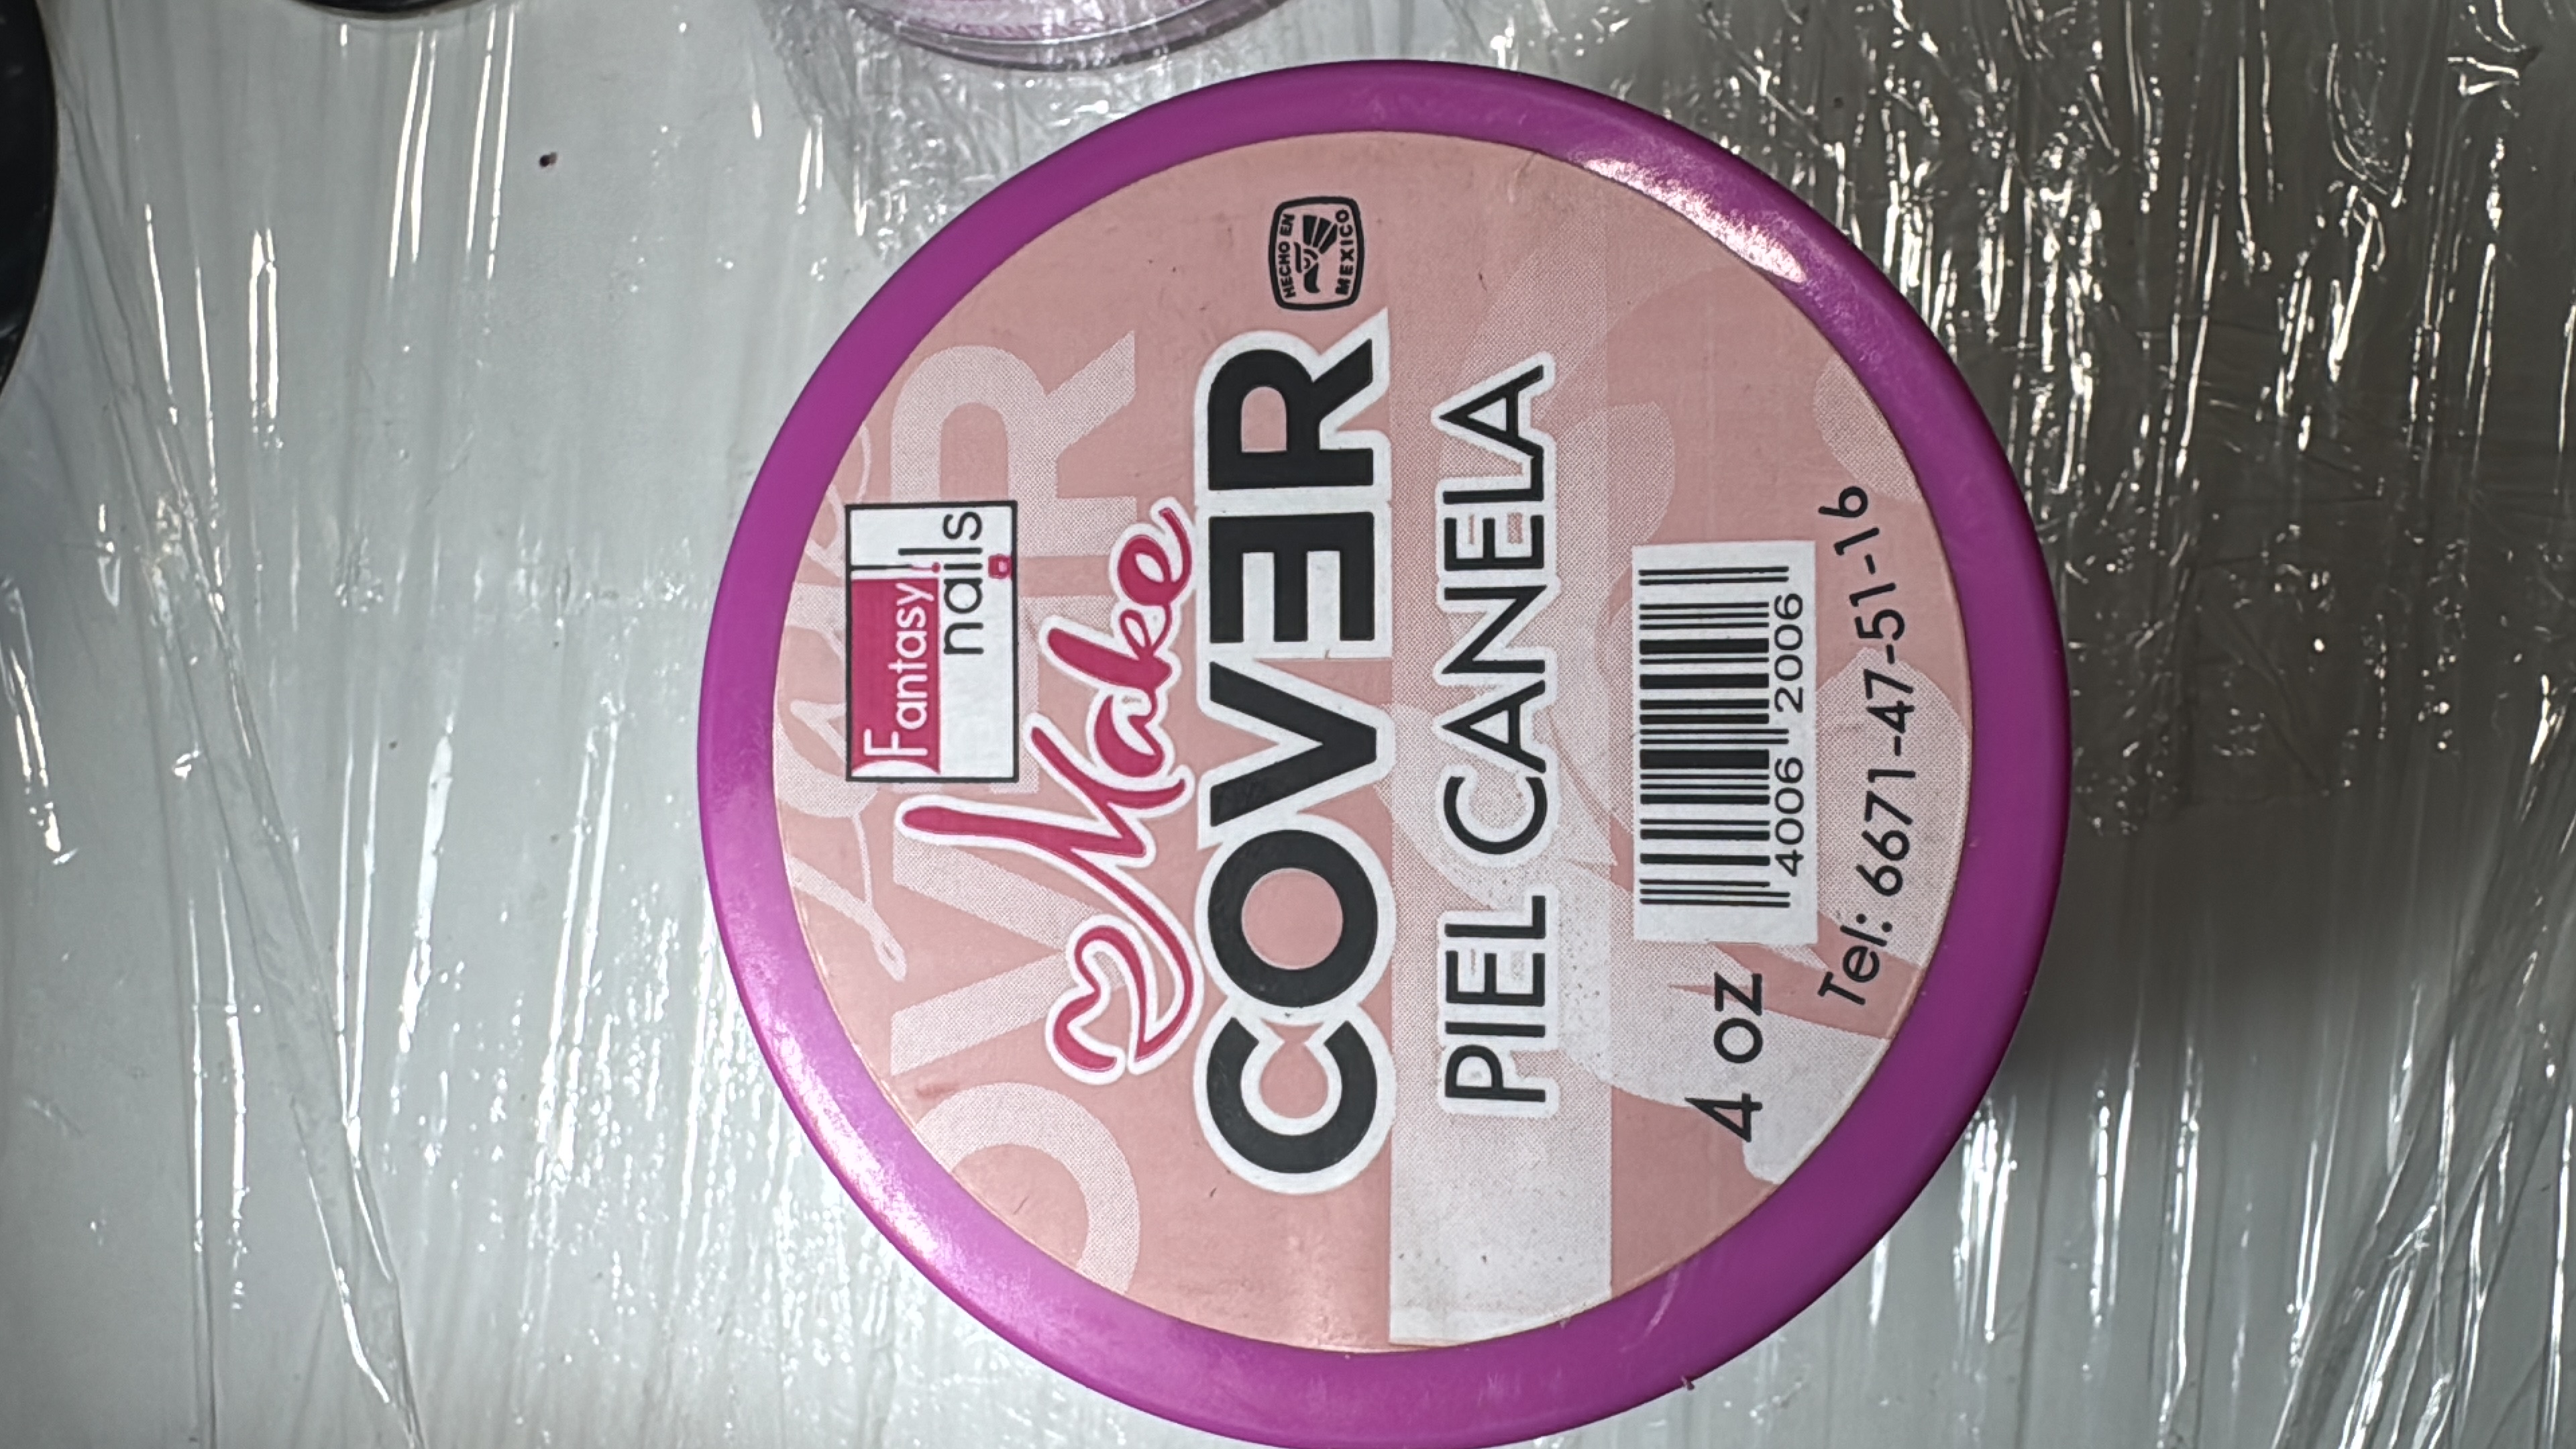 Fantasy
nails
Make
COVER
HECHO EN
MEXICO
PIEL CANELA
4006 2006
4 oz
Tel: 6671-47-51-16